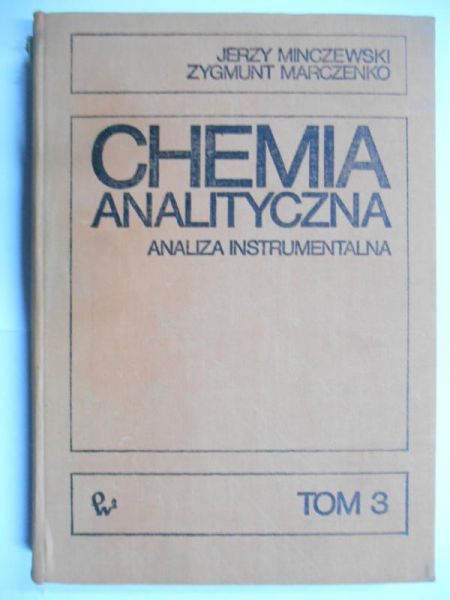 JERZY MINCZEWSKI
ZYGMUNT MARCZENKO
CHEMIA
ANALITYCZNA
ANALIZA INSTRUMENTALNA
TOM 3